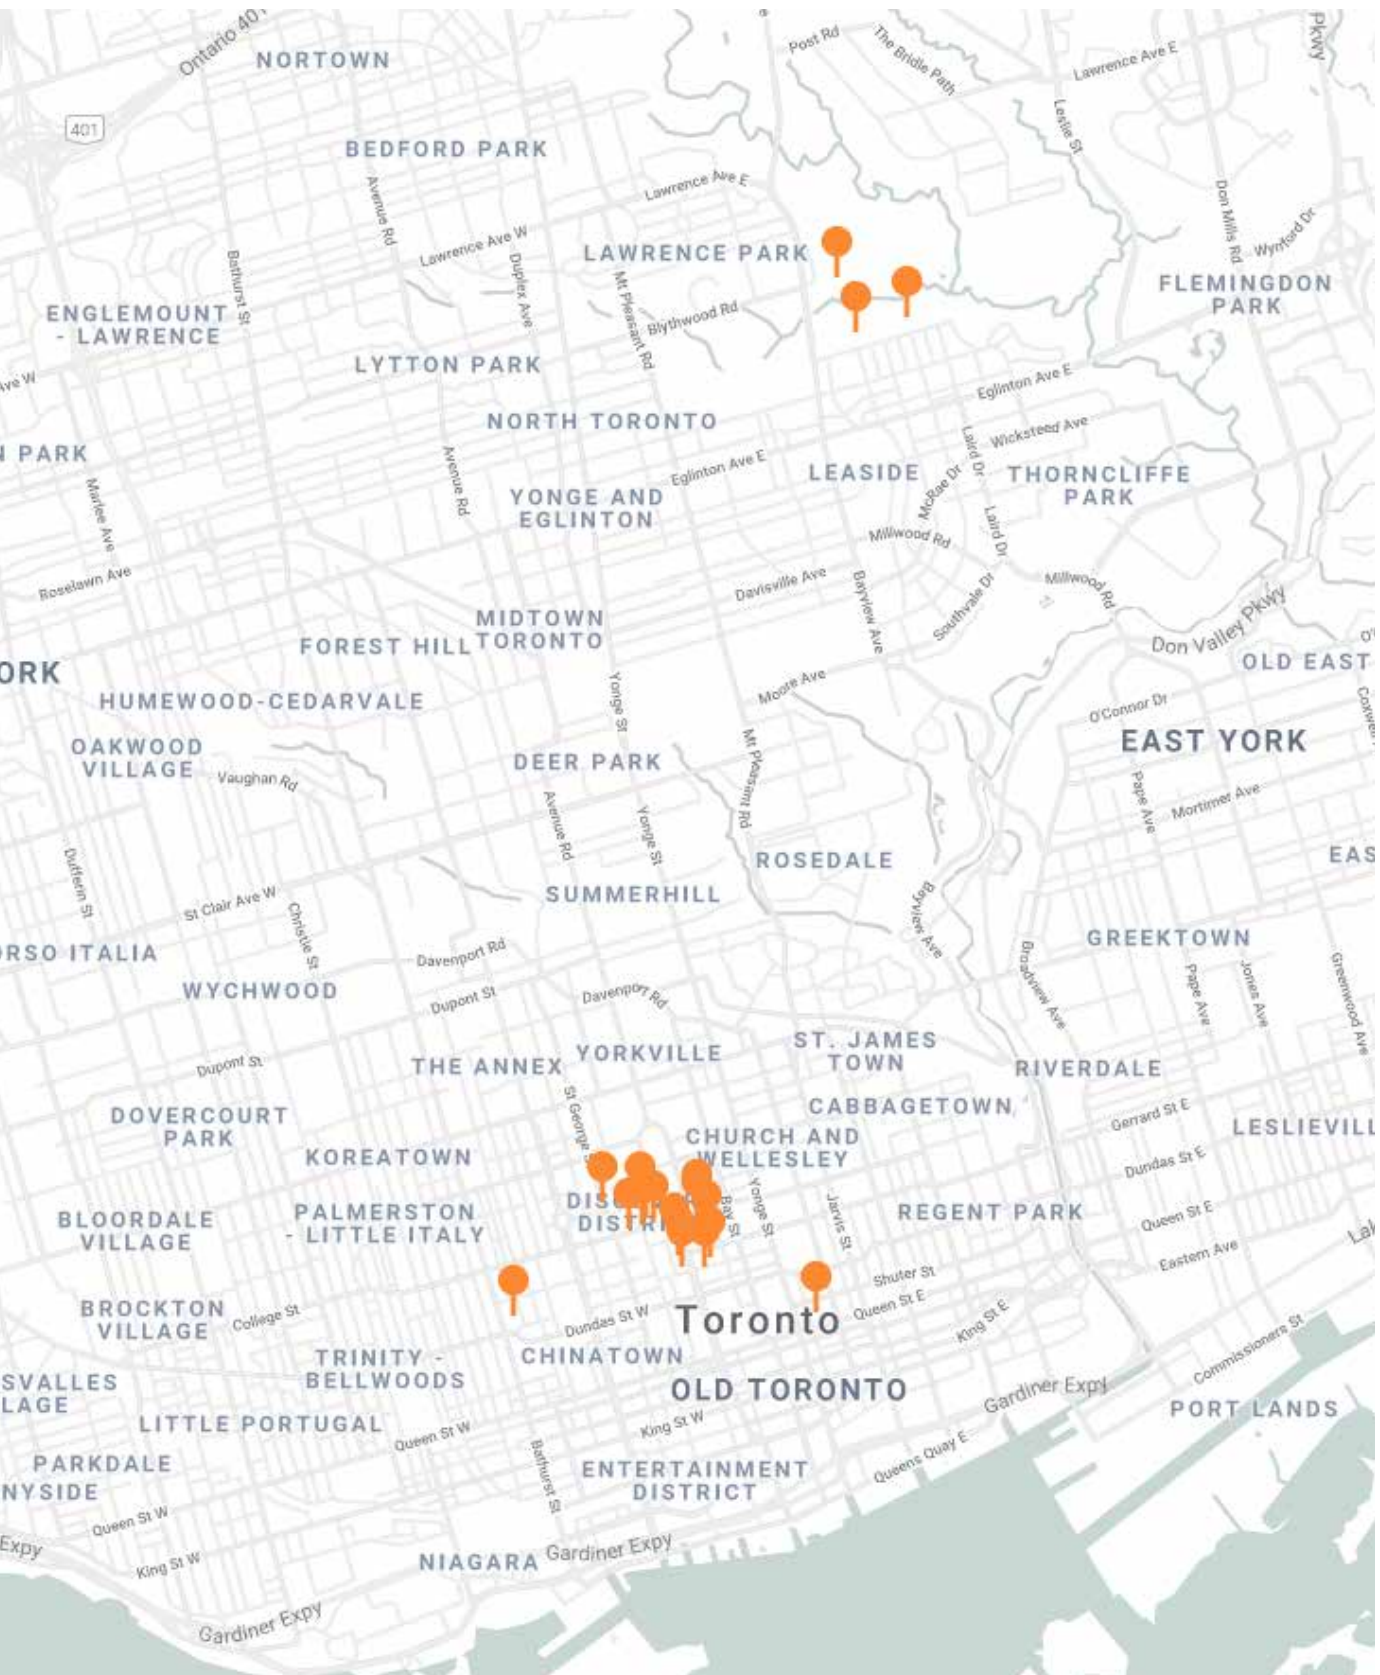 Ontario 401
NORTOWN
Post Rd
The Bridle Path
Lawrence Ave E
Pkwy
401
BEDFORD PARK
Leslie St
Lawrence Ave E
Avenue Rd
Don Mills Rd
Wynford Dr
Lawrence Ave W
LAWRENCE PARK
Bathurst St
Duplex Ave
Mt Pleasant Rd
FLEMINGDON
PARK
ENGLEMOUNT
- LAWRENCE
Blythwood Rd
LYTTON PARK
Ave W
Eglinton Ave E
NORTH TORONTO
Wicksteed Ave
PARK
Avenue Rd
Eglinton Ave E
LEASIDE
Laird Dr
McRae Dr
THORNCLIFFE
PARK
Marlee Ave
YONGE AND
EGLINTON
Millwood Rd
Laird Dr
Roselawn Ave
Davisville Ave
Bayview Ave
Southvale Dr
Millwood Rd
Don Valley Pkwy
MIDTOWN
TORONTO
FOREST HILL
OLD EAST
ORK
HUMEWOOD-CEDARVALE
Yonge St
Moore Ave
O'Connor Dr
Coxwell
OAKWOOD
VILLAGE
Vaughan Rd
DEER PARK
Mt Pleasant Rd
EAST YORK
Pape Ave
Mortimer Ave
Avenue Rd
Yonge St
Dufferin St
ROSEDALE
EAS
St Clair Ave W
SUMMERHILL
Bayview Ave
Christie St
ORSO ITALIA
Davenport Rd
GREEKTOWN
WYCHWOOD
Dupont St
Davenport Rd
Broadview Ave
Pape Ave
Jones Ave
Greenwood Ave
Dupont St
THE ANNEX
YORKVILLE
ST. JAMES
TOWN
RIVERDALE
DOVERCOURT
PARK
St George S
CABBAGETOWN
Gerrard St E
LESLIEVILL
KOREATOWN
CHURCH AND
WELLESLEY
Dundas St E
BLOORDALE
VILLAGE
PALMERSTON
- LITTLE ITALY
DIS
DISTRI
Bay St
Yonge St
Jarvis St
REGENT PARK
Queen St E
Eastern Ave
Lak
BROCKTON
VILLAGE
College St
Dundas St W
Toronto
Shuter St
Queen St E
King St E
Commissioners St
TRINITY -
BELLWOODS
CHINATOWN
SVALLES
LAGE
OLD TORONTO
Gardiner Expy
PORT LANDS
LITTLE PORTUGAL
Queen St W
King St W
Queens Quay E
PARKDALE
NYSIDE
Bathurst St
ENTERTAINMENT
DISTRICT
Queen St W
Expy
King St W
NIAGARA
Gardiner Expy
Gardiner Expy